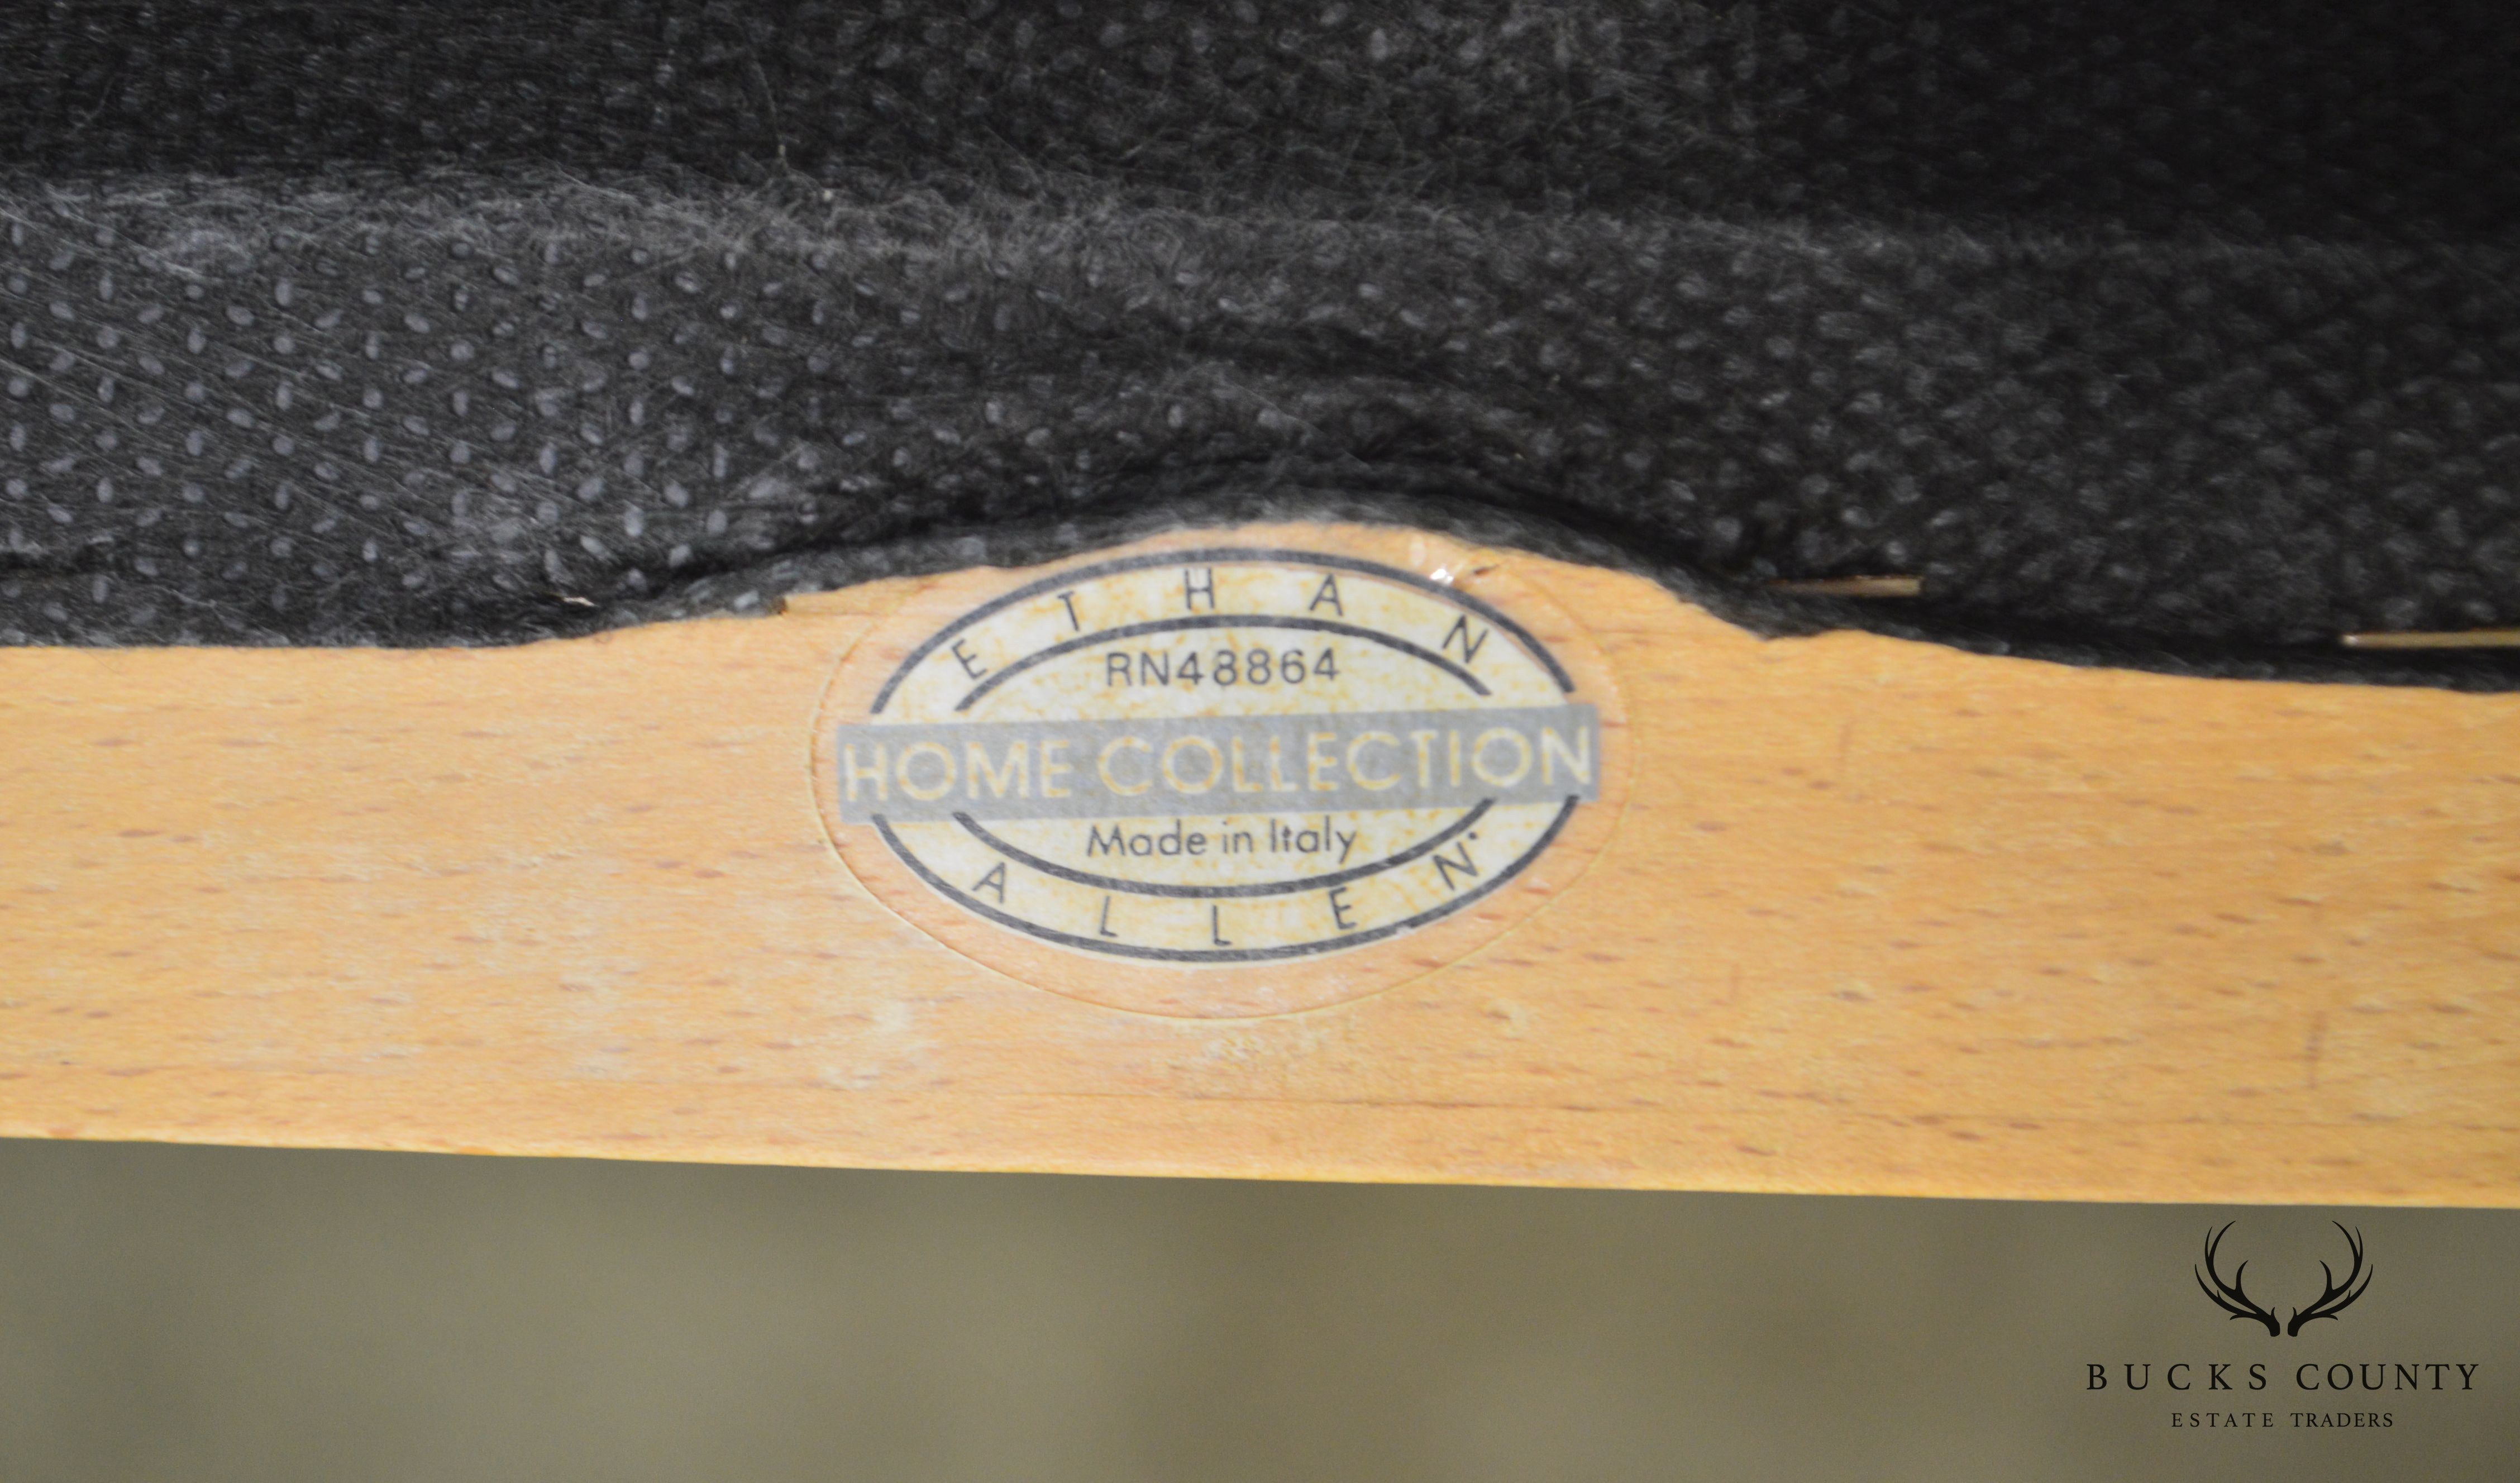 ETHAN
RN48864
HOME COLLECTION
Made in Italy
ALLEN
BUCKS COUNTY
ESTATE TRADERS